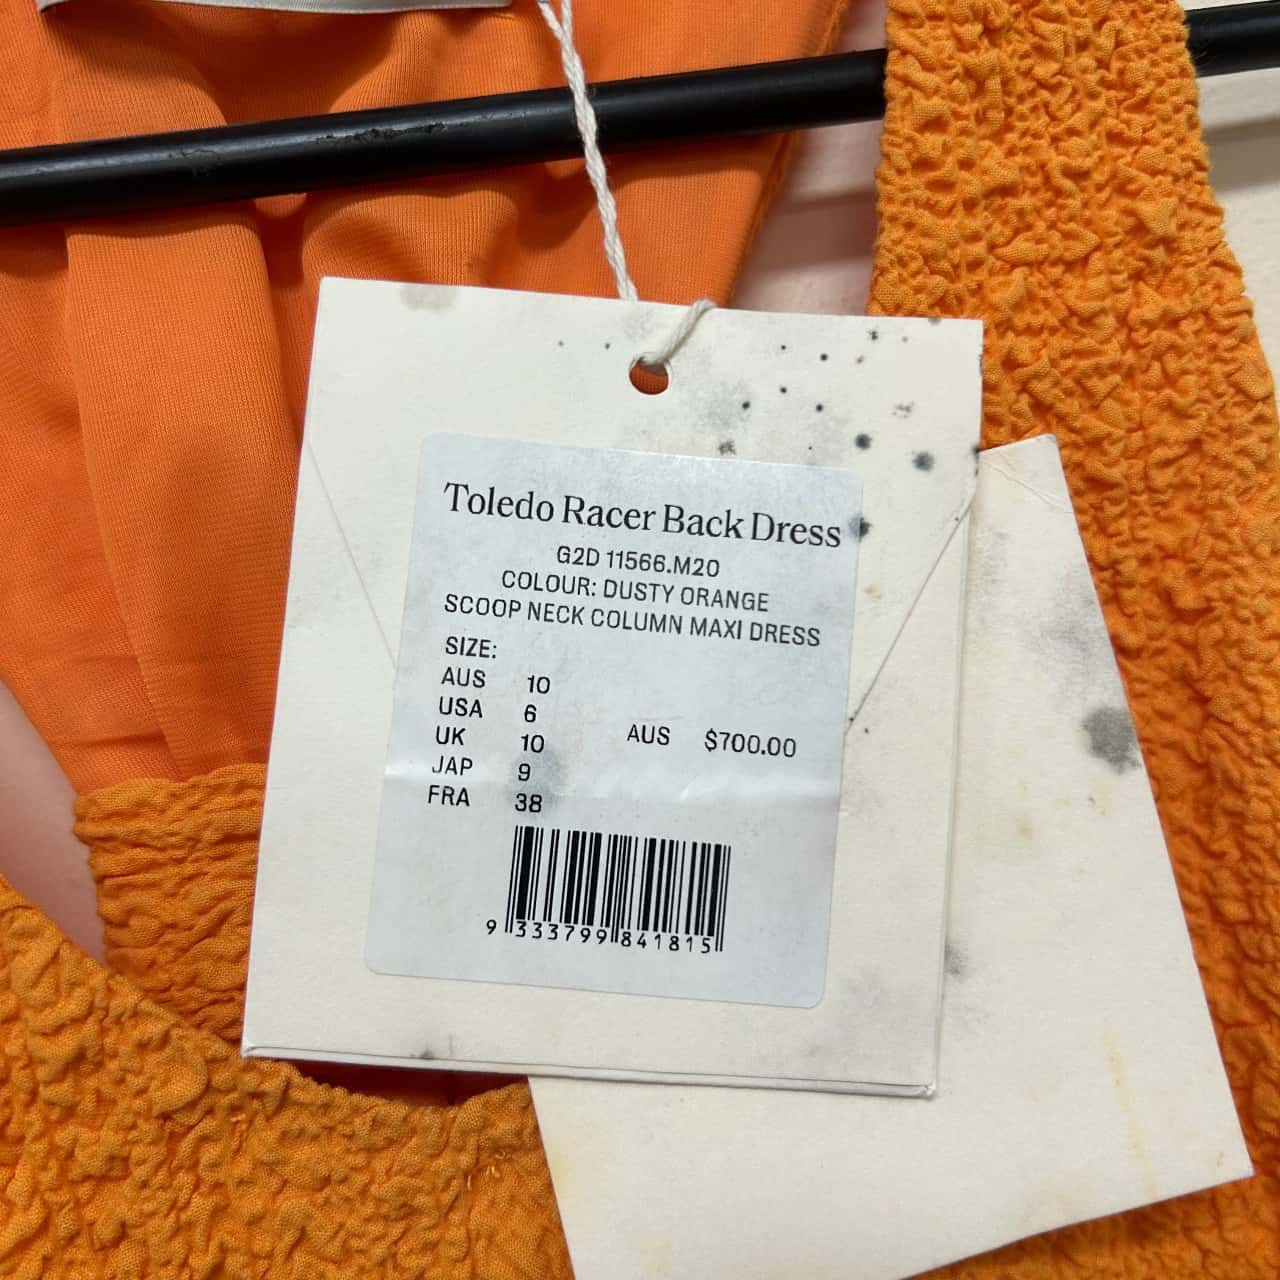 Toledo Racer Back Dress
G2D 11566.M20
COLOUR: DUSTY ORANGE
SCOOP NECK COLUMN MAXI DRESS
SIZE:
AUS 10
USA 6
UK 10 AUS $700.00
JAP 9
FRA 38
9 333799 841815